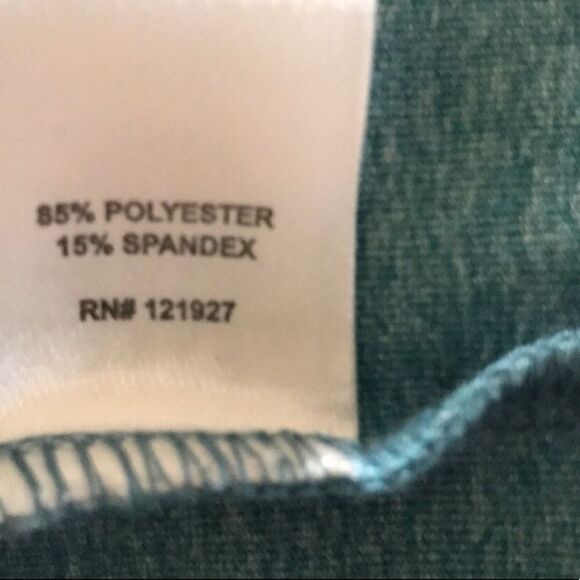 85% POLYESTER
15% SPANDEX
RN# 121927